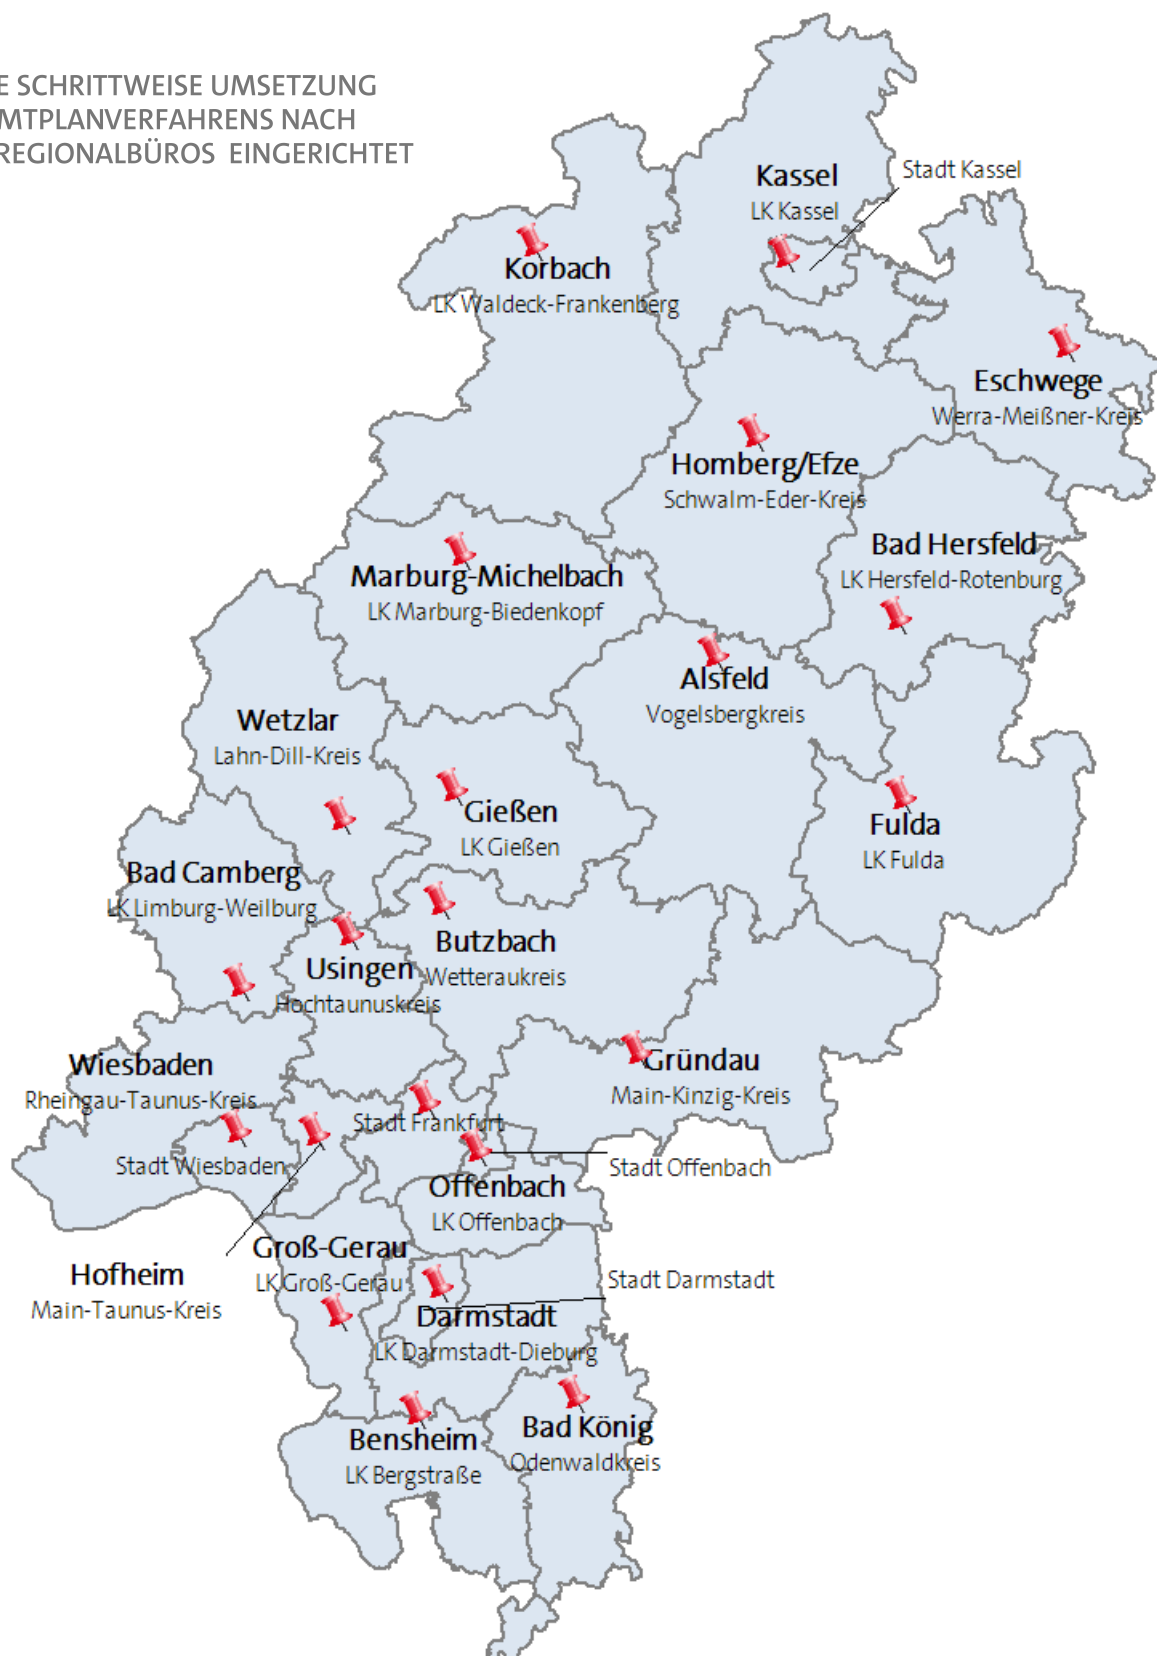 E SCHRITTWEISE UMSETZUNG
MTPLANVERFAHRENS NACH
REGIONALBÜROS EINGERICHTET
Kassel
LK Kassel
Stadt Kassel
Korbach
LK Waldeck-Frankenberg
Eschwege
Werra-Meißner-Kreis
Homberg/Efze
Schwalm-Eder-Kreis
Bad Hersfeld
LK Hersfeld-Rotenburg
Marburg-Michelbach
LK Marburg-Biedenkopf
Alsfeld
Vogelsbergkreis
Wetzlar
Lahn-Dill-Kreis
Gießen
LK Gießen
Fulda
LK Fulda
Bad Camberg
LK Limburg-Weilburg
Butzbach
Wetteraukreis
Usingen
Hochtaunuskreis
Wiesbaden
Rheingau-Taunus-Kreis
Gründau
Main-Kinzig-Kreis
Stadt Frankfurt
Stadt Wiesbaden
Stadt Offenbach
Offenbach
LK Offenbach
Hofheim
Main-Taunus-Kreis
Groß-Gerau
LK Groß-Gerau
Stadt Darmstadt
Darmstadt
LK Darmstadt-Dieburg
Bad König
Odenwaldkreis
Bensheim
LK Bergstraße